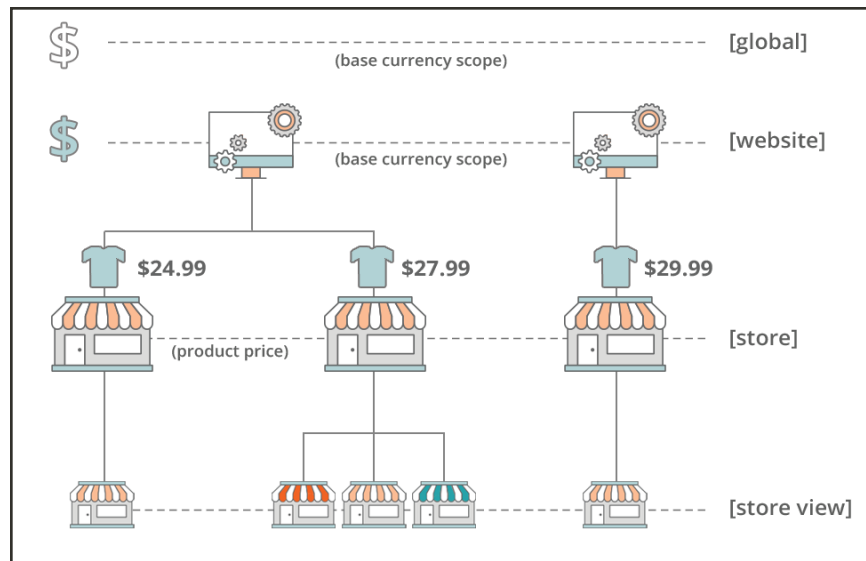 [global]
(base currency scope)
[website]
(base currency scope)
$24.99
$27.99
$29.99
[store]
(product price)
[store view]